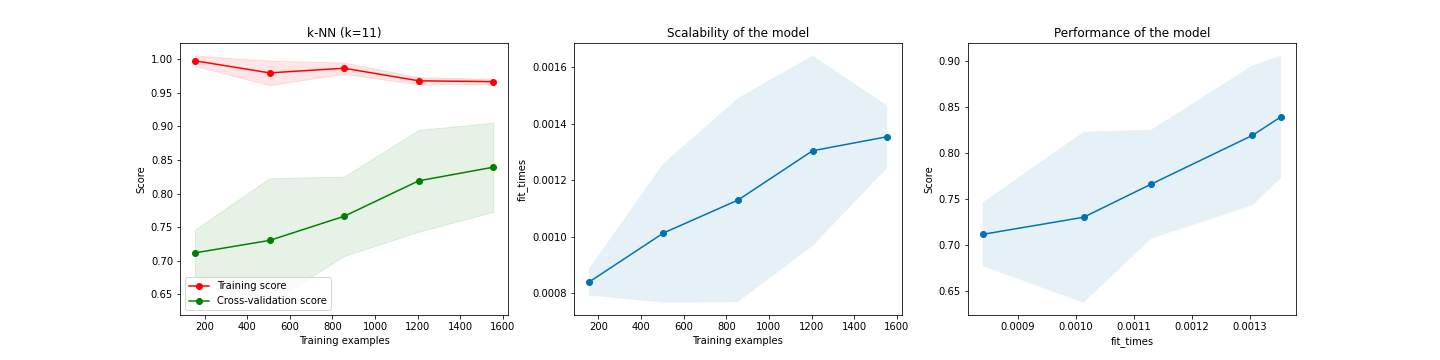 k-NN (k=11)
Score
1.00
0.95
0.90
0.85
0.80
0.75
0.70
0.65
Training score
Cross-validation score
200 400 600 800 1000 1200 1400 1600
Training examples
Scalability of the model
fit_times
0.0016
0.0014
0.0012
0.0010
0.0008
200 400 600 800 1000 1200 1400 1600
Training examples
Performance of the model
Score
0.90
0.85
0.80
0.75
0.70
0.65
0.0009 0.0010 0.0011 0.0012 0.0013
fit_times